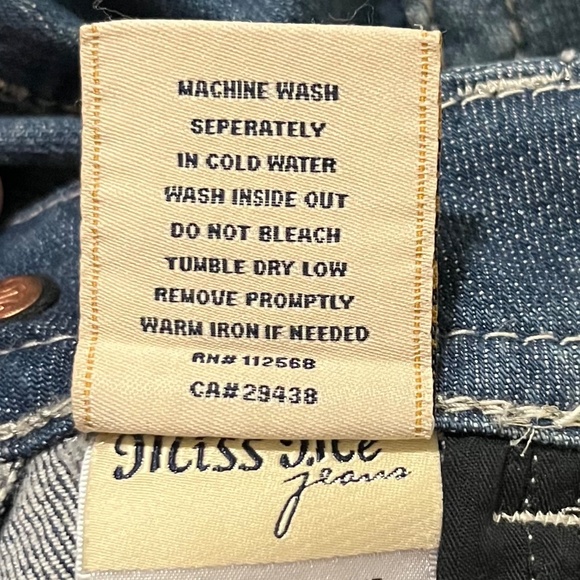 MACHINE WASH
SEPERATELY
IN COLD WATER
WASH INSIDE OUT
DO NOT BLEACH
TUMBLE DRY LOW
REMOVE PROMPTLY
WARM IRON IF NEEDED
RN# 112568
CA#29438
Miss Me
jeans